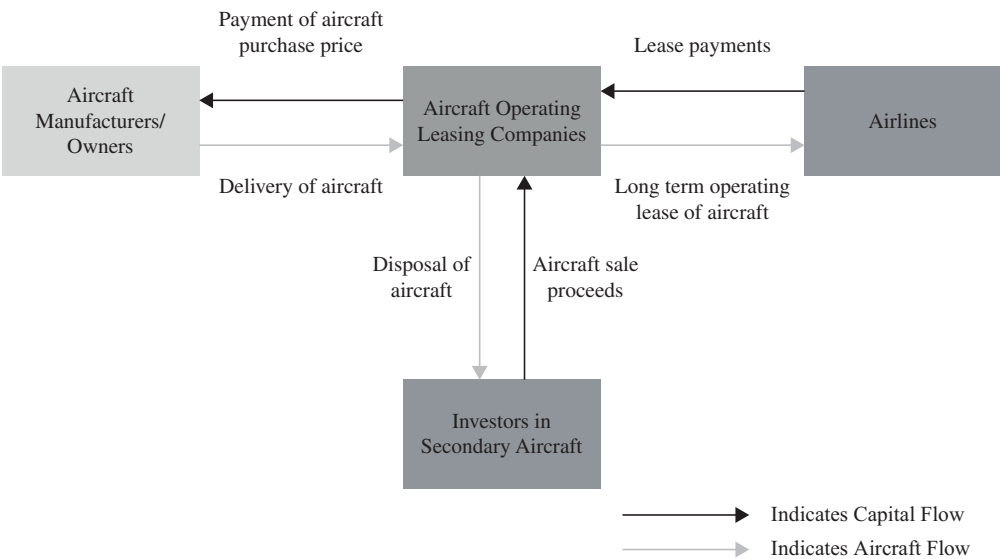 Payment of aircraft
purchase price
Lease payments
Aircraft
Manufacturers/
Owners
Aircraft Operating
Leasing Companies
Airlines
Delivery of aircraft
Long term operating
lease of aircraft
Disposal of
aircraft
Aircraft sale
proceeds
Investors in
Secondary Aircraft
Indicates Capital Flow
Indicates Aircraft Flow